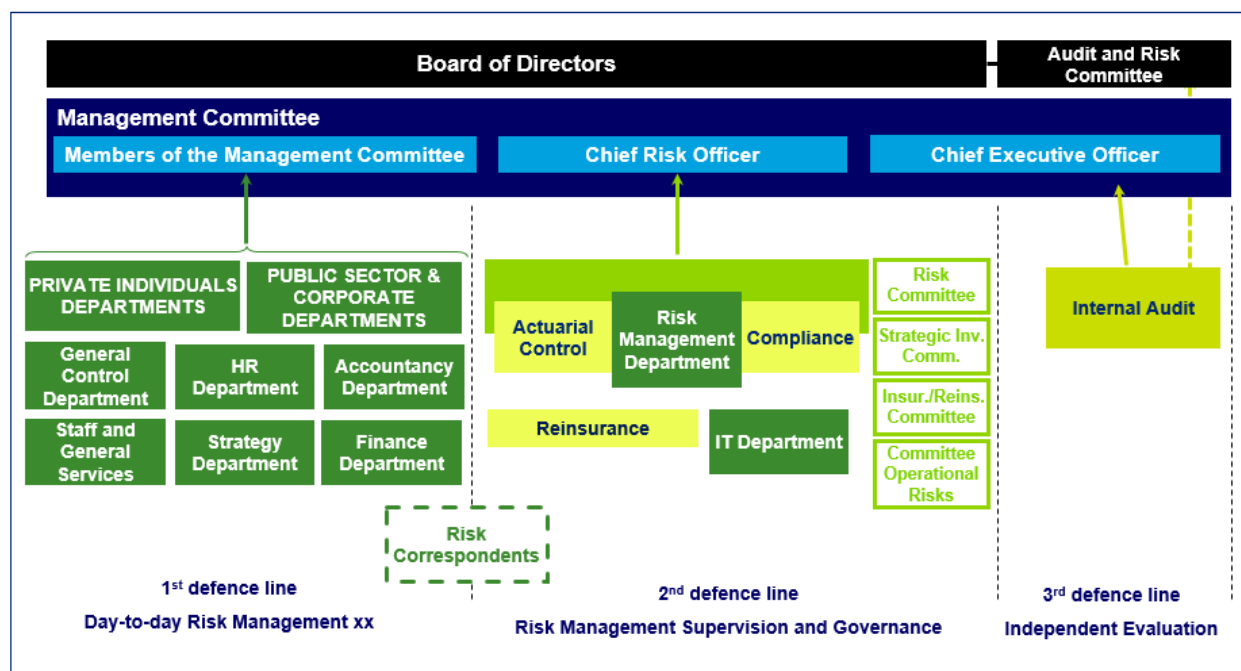 Board of Directors
Audit and Risk
Committee
Management Committee
Members of the Management Committee
Chief Risk Officer
Chief Executive Officer
PRIVATE INDIVIDUALS
DEPARTMENTS
PUBLIC SECTOR &
CORPORATE
DEPARTMENTS
General
Control
Department
HR
Department
Accountancy
Department
Staff and
General
Services
Strategy
Department
Finance
Department
Risk
Correspondents
Actuarial
Control
Risk
Management
Department
Compliance
Reinsurance
IT Department
Risk
Committee
Strategic Inv.
Comm.
Insur./Reins.
Committee
Committee
Operational
Risks
Internal Audit
1st defence line
Day-to-day Risk Management xx
2nd defence line
Risk Management Supervision and Governance
3rd defence line
Independent Evaluation